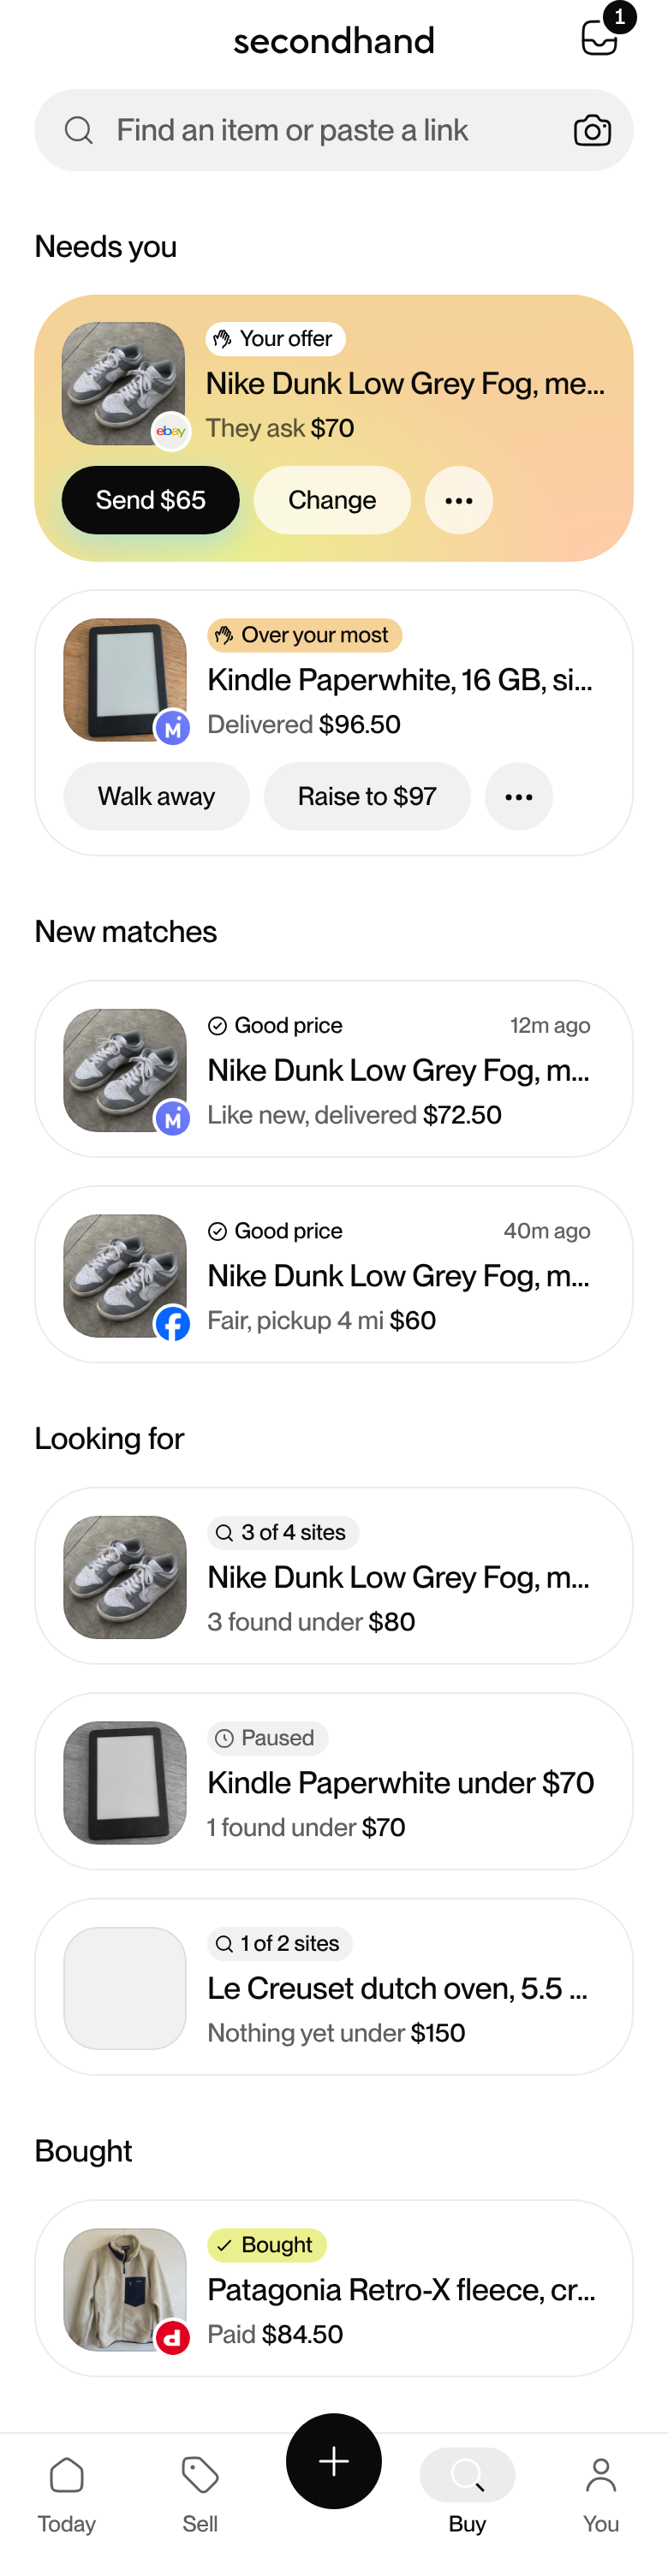 secondhand
1
Find an item or paste a link
Needs you
Your offer
Nike Dunk Low Grey Fog, me...
They ask $70
ebay
Send $65
Change
Over your most
Kindle Paperwhite, 16 GB, si...
Delivered $96.50
M
Walk away
Raise to $97
New matches
Good price
12m ago
Nike Dunk Low Grey Fog, m...
Like new, delivered $72.50
M
Good price
40m ago
Nike Dunk Low Grey Fog, m...
Fair, pickup 4 mi $60
f
Looking for
3 of 4 sites
Nike Dunk Low Grey Fog, m...
3 found under $80
Paused
Kindle Paperwhite under $70
1 found under $70
1 of 2 sites
Le Creuset dutch oven, 5.5 ...
Nothing yet under $150
Bought
Bought
Patagonia Retro-X fleece, cr...
Paid $84.50
d
Today
Sell
Buy
You